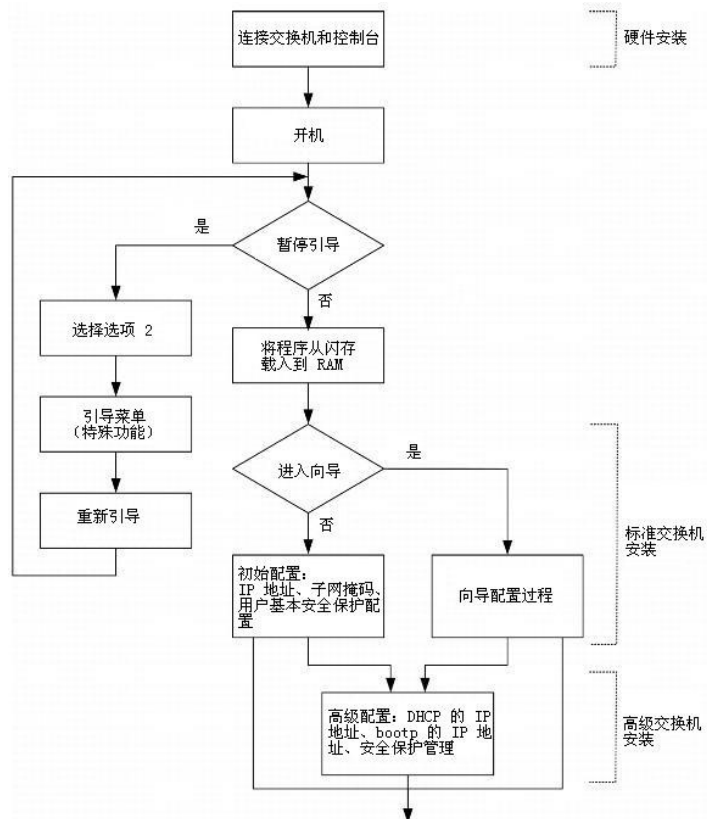 连接交换机和控制台
硬件安装
开机
是
暂停引导
否
选择选项 2
将程序从闪存
载入到 RAM
引导菜单
(特殊功能)
进入向导
是
重新引导
否
标准交换机
安装
初始配置：
IP 地址、子网掩码、
用户基本安全保护配
置
向导配置过程
高级配置：DHCP 的 IP
地址、bootp 的 IP 地
址、安全保护管理
高级交换机
安装